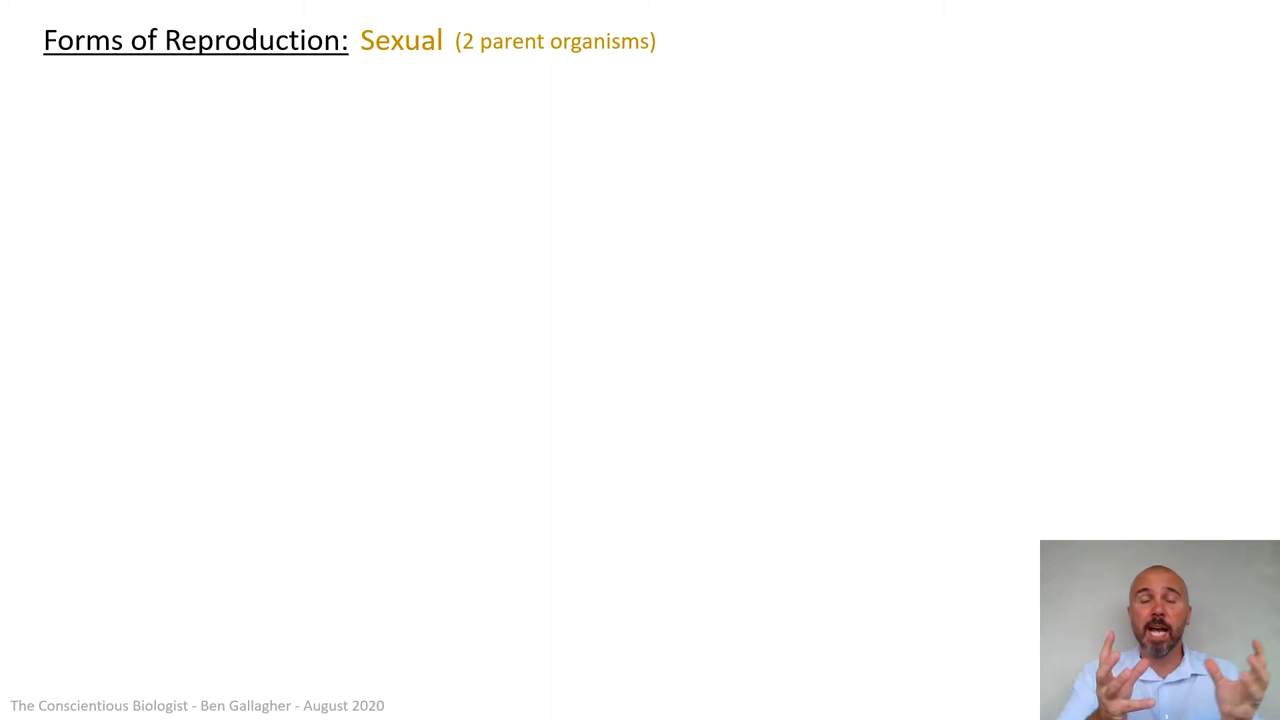 Forms of Reproduction: Sexual (2 parent organisms)
The Conscientious Biologist - Ben Gallagher - August 2020